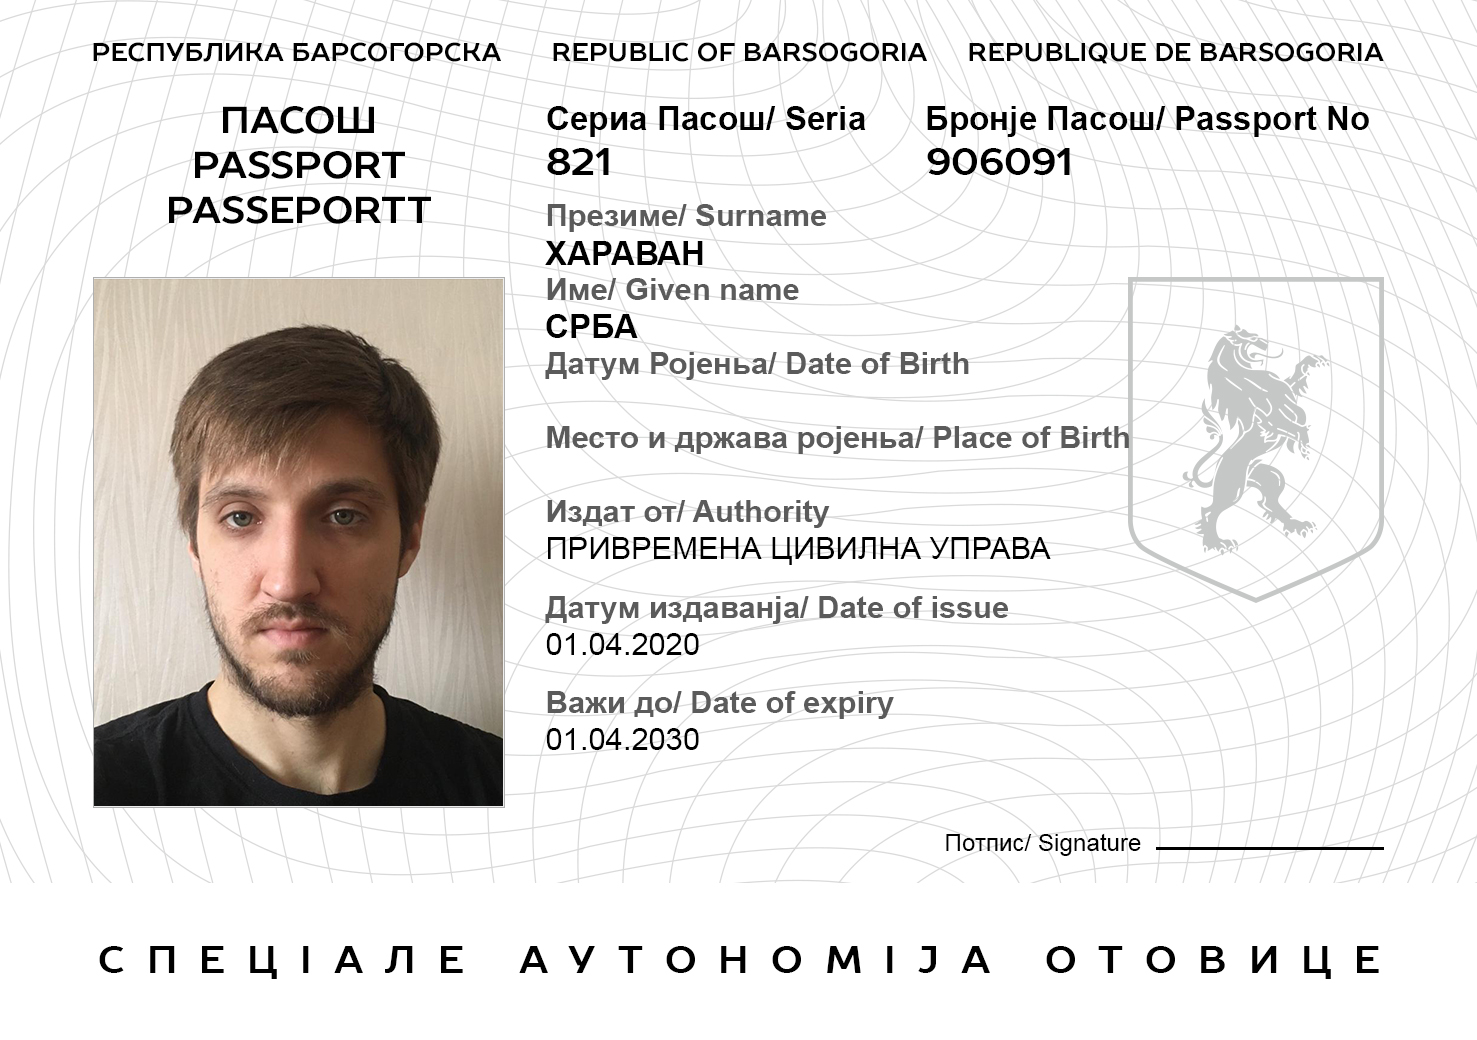 РЕСПУБЛИКА БАРСОГОРСКА REPUBLIC OF BARSOGORIA REPUBLIQUE DE BARSOGORIA
ПАСОШ
PASSPORT
PASSEPORTT
Сериа Пасош/ Seria Бронје Пасош/ Passport No
821 906091
Презиме/ Surname
ХАРАВАН
Име/ Given name
СРБА
ДатумРојења/ Date of Birth
Место и држава ројења/ Place of Birth
Издат от/ Authority
ПРИВРЕМЕНА ЦИВИЛНА УПРАВА
Датум издаванја/ Date of issue
01.04.2020
Важи до/ Date of expiry
01.04.2030
Потпис/ Signature
СПЕЦІАЛЕ АУТОНОМІЈА ОТОВИЦЕ